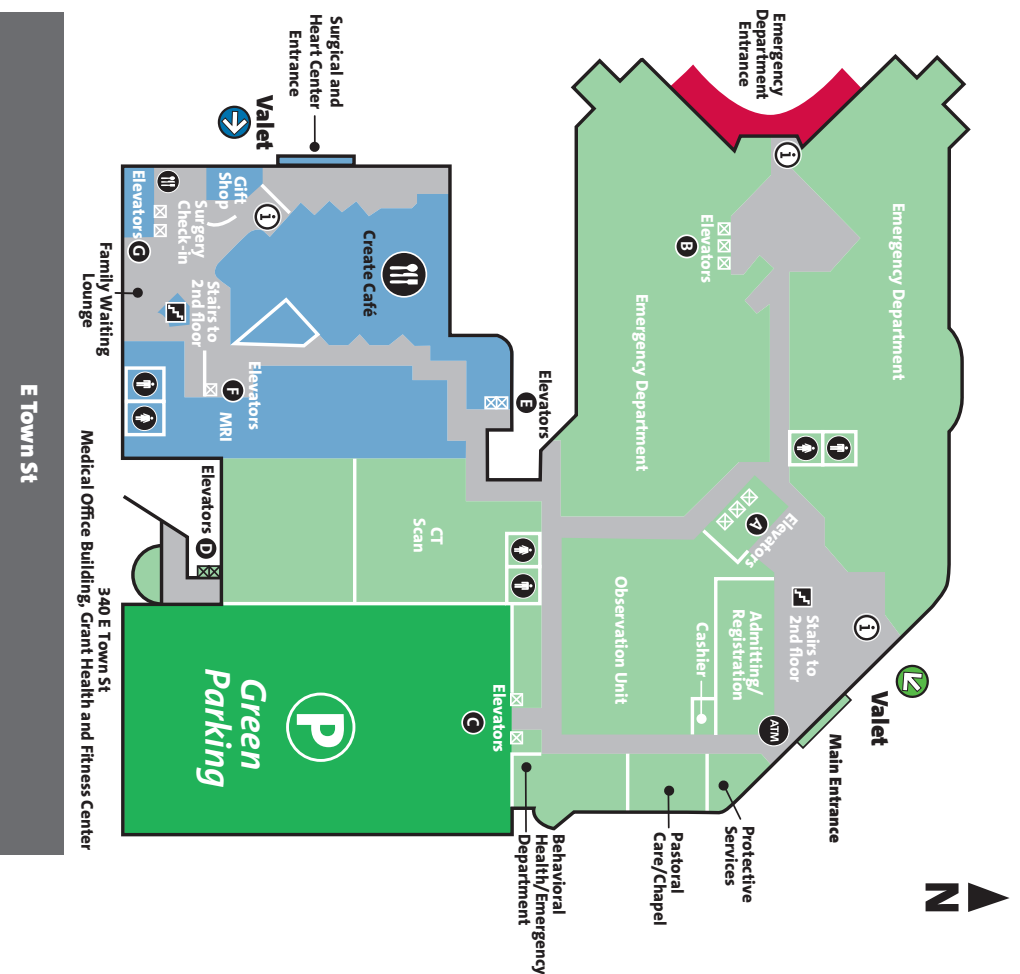 Emergency
Department
Entrance
i
Emergency Department
Elevators
B
Emergency Department
Elevators
A
Stairs to
2nd floor
i
Valet
Main Entrance
ATM
Admitting/
Registration
Cashier
Observation Unit
Protective
Services
Pastoral
Care/Chapel
Behavioral
Health/Emergency
Department
Surgical and
Heart Center
Entrance
Valet
Gift
Shop
i
Surgery
Check-in
Elevators
G
Create Café
Stairs to
2nd floor
Family Waiting
Lounge
Elevators
F
MRI
Elevators
E
CT
Scan
Elevators
D
Elevators
C
P
Green
Parking
340 E Town St
Medical Office Building, Grant Health and Fitness Center
E Town St
N